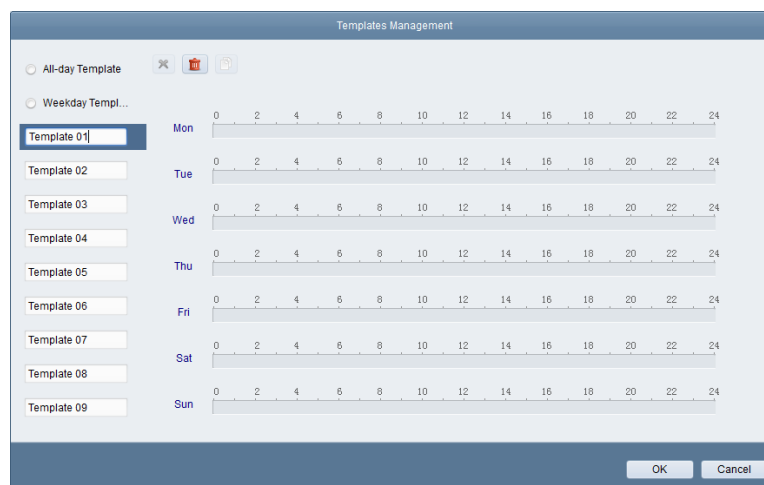 Templates Management
All-day Template
Weekday Templ...
Template 01
Template 02
Template 03
Template 04
Template 05
Template 06
Template 07
Template 08
Template 09
0 2 4 6 8 10 12 14 16 18 20 22 24
Mon
0 2 4 6 8 10 12 14 16 18 20 22 24
Tue
0 2 4 6 8 10 12 14 16 18 20 22 24
Wed
0 2 4 6 8 10 12 14 16 18 20 22 24
Thu
0 2 4 6 8 10 12 14 16 18 20 22 24
Fri
0 2 4 6 8 10 12 14 16 18 20 22 24
Sat
0 2 4 6 8 10 12 14 16 18 20 22 24
Sun
OK Cancel